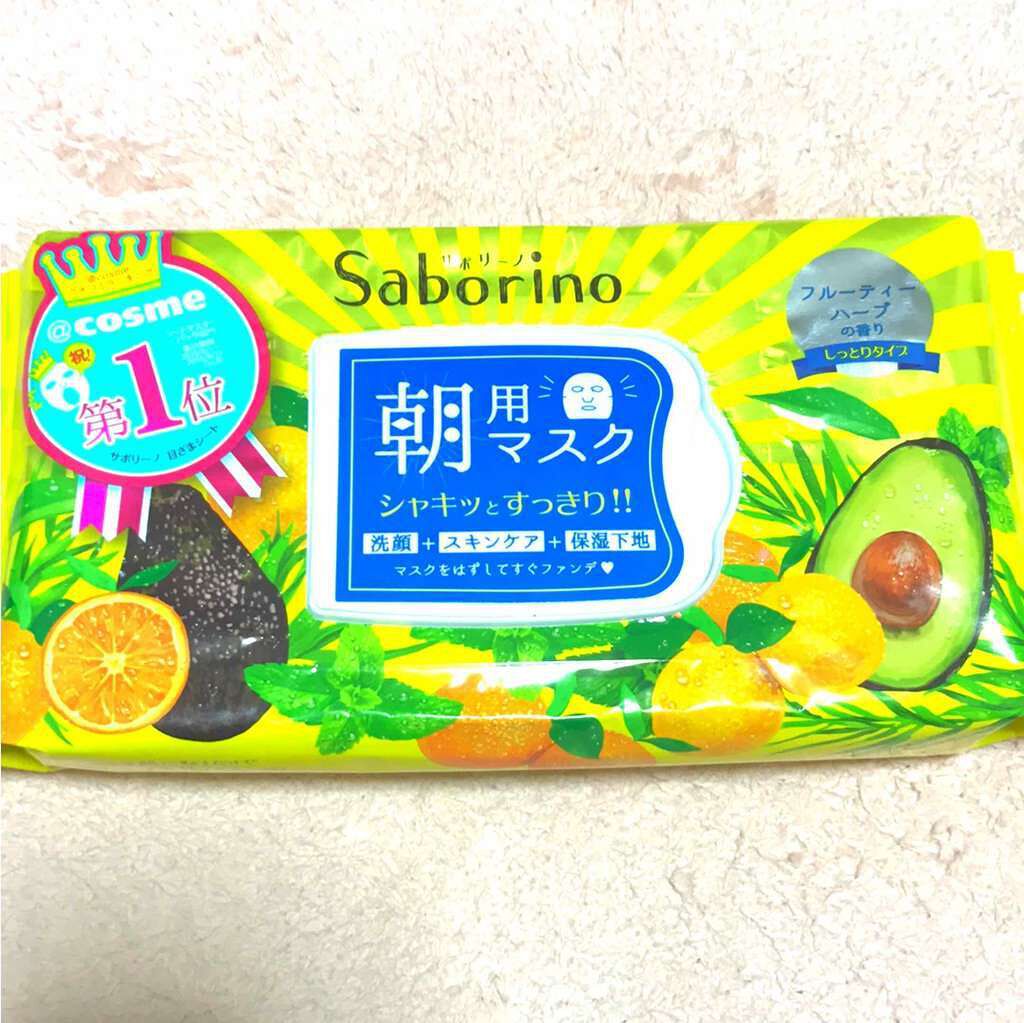 サボリーノ
Saborino
@cosme
祝!
第1位
サボリーノ 目ざまシート
フルーティー
ハーブ
の香り
しっとりタイプ
朝用マスク
シャキッとすっきり!!
洗顔+スキンケア+保湿下地
マスクをはずしてすぐファンデ♥